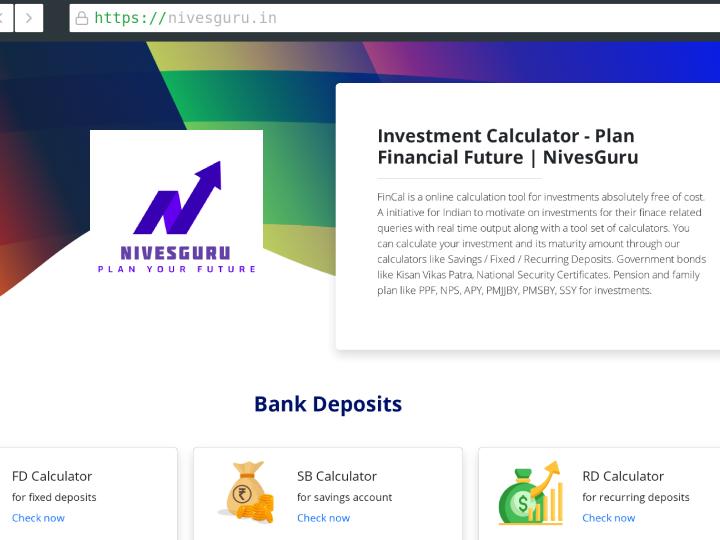 https://nivesguru.in
NIVESGURU
PLAN YOUR FUTURE
Investment Calculator - Plan
Financial Future | NivesGuru
FinCal is a online calculation tool for investments absolutely free of cost.
A initiative for Indian to motivate on investments for their finace related
queries with real time output along with a tool set of calculators. You
can calculate your investment and its maturity amount through our
calculators like Savings / Fixed / Recurring Deposits. Government bonds
like Kisan Vikas Patra, National Security Certificates. Pension and family
plan like PPF, NPS, APY, PMJJBY, PMSBY, SSY for investments.
Bank Deposits
FD Calculator
for fixed deposits
Check now
₹
SB Calculator
for savings account
Check now
$
RD Calculator
for recurring deposits
Check now